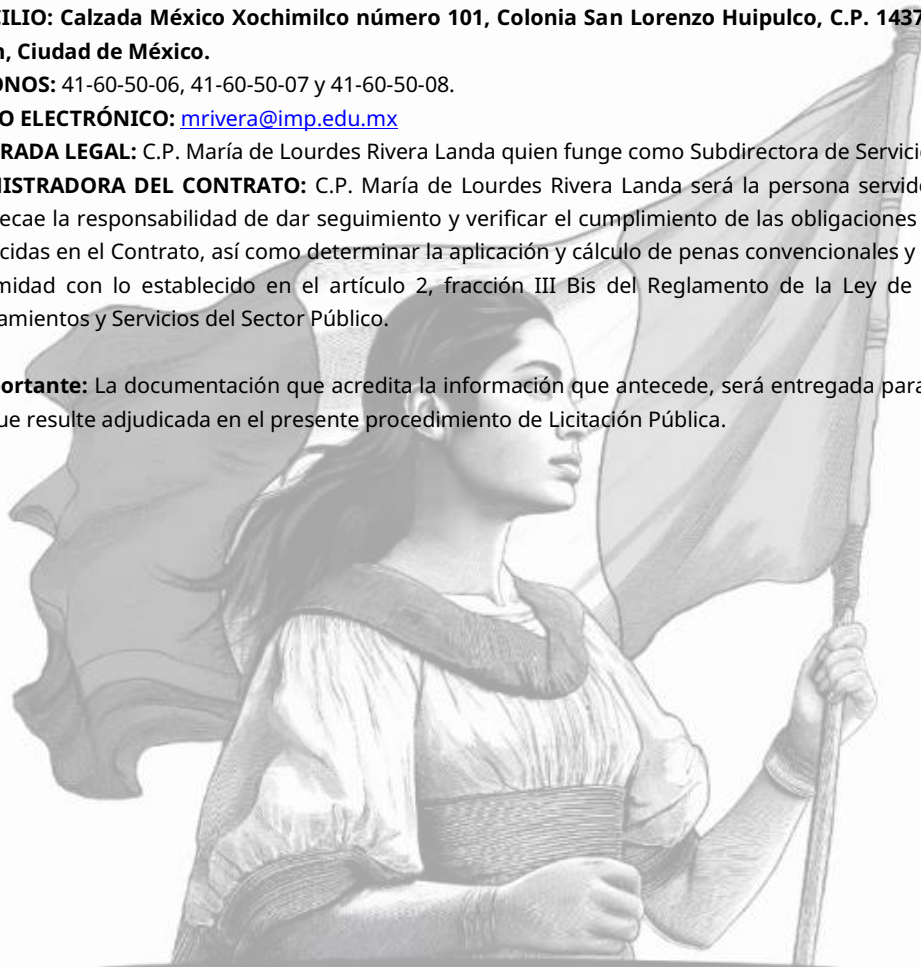 ILIO: Calzada México Xochimilco número 101, Colonia San Lorenzo Huipulco, C.P. 1437
, Ciudad de México.
ONOS: 41-60-50-06, 41-60-50-07 y 41-60-50-08.
O ELECTRÓNICO: mrivera@imp.edu.mx
RADA LEGAL: C.P. María de Lourdes Rivera Landa quien funge como Subdirectora de Servici
ISTRADORA DEL CONTRATO: C.P. María de Lourdes Rivera Landa será la persona servid
ecae la responsabilidad de dar seguimiento y verificar el cumplimiento de las obligaciones
cidas en el Contrato, así como determinar la aplicación y cálculo de penas convencionales y
midad con lo establecido en el artículo 2, fracción III Bis del Reglamento de la Ley de
amientos y Servicios del Sector Público.
ortante: La documentación que acredita la información que antecede, será entregada para
ue resulte adjudicada en el presente procedimiento de Licitación Pública.